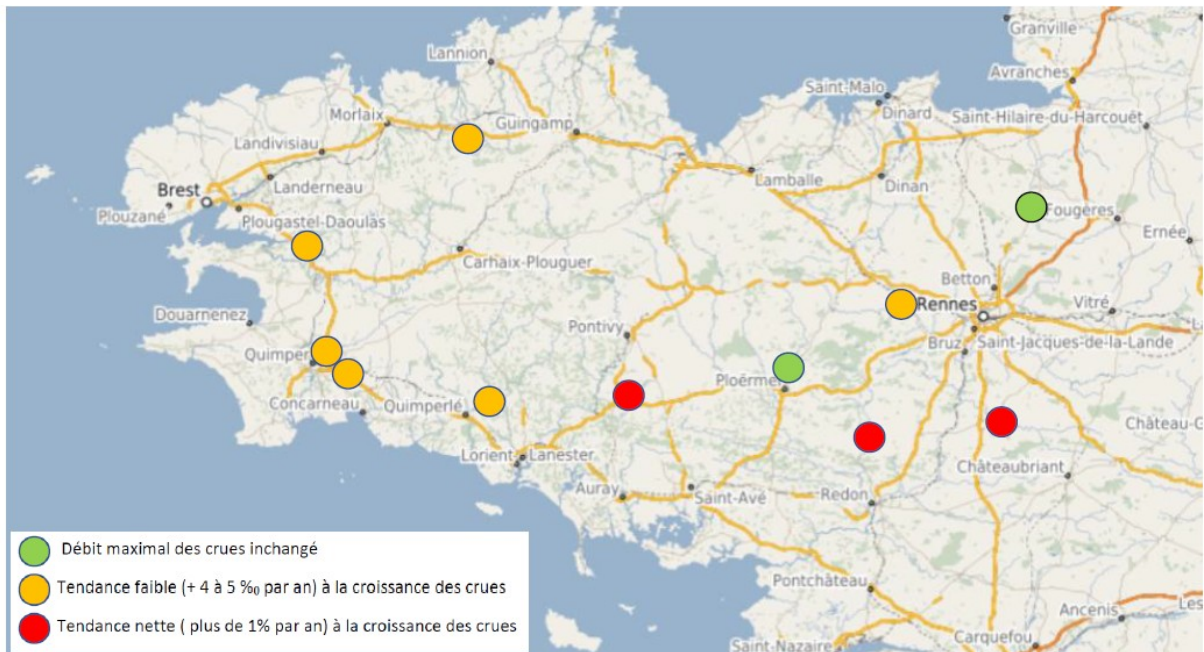 Granville
Lannion
Avranches
Saint-Malo
Dinard
Morlaix
Guingamp
Saint-Hilaire-du-Harcouët
Landivisiau
Lamballe
Dinan
Landerneau
Brest
Plouzané
Plougastel-Daoulas
Fougères
Ernée
Carhaix-Plouguer
Betton
Rennes
Vitré
Douarnenez
Pontivy
Saint-Jacques-de-la-Lande
Bruz
Quimper
Ploërmel
Concarneau
Quimperlé
Château-G
Lorient
Lanester
Châteaubriant
Auray
Saint-Avé
Redon
Débit maximal des crues inchangé
Tendance faible (+ 4 à 5 ‰ par an) à la croissance des crues
Pontchâteau
Ancenis
Les
Tendance nette ( plus de 1% par an) à la croissance des crues
Saint-Nazaire
Carquefou